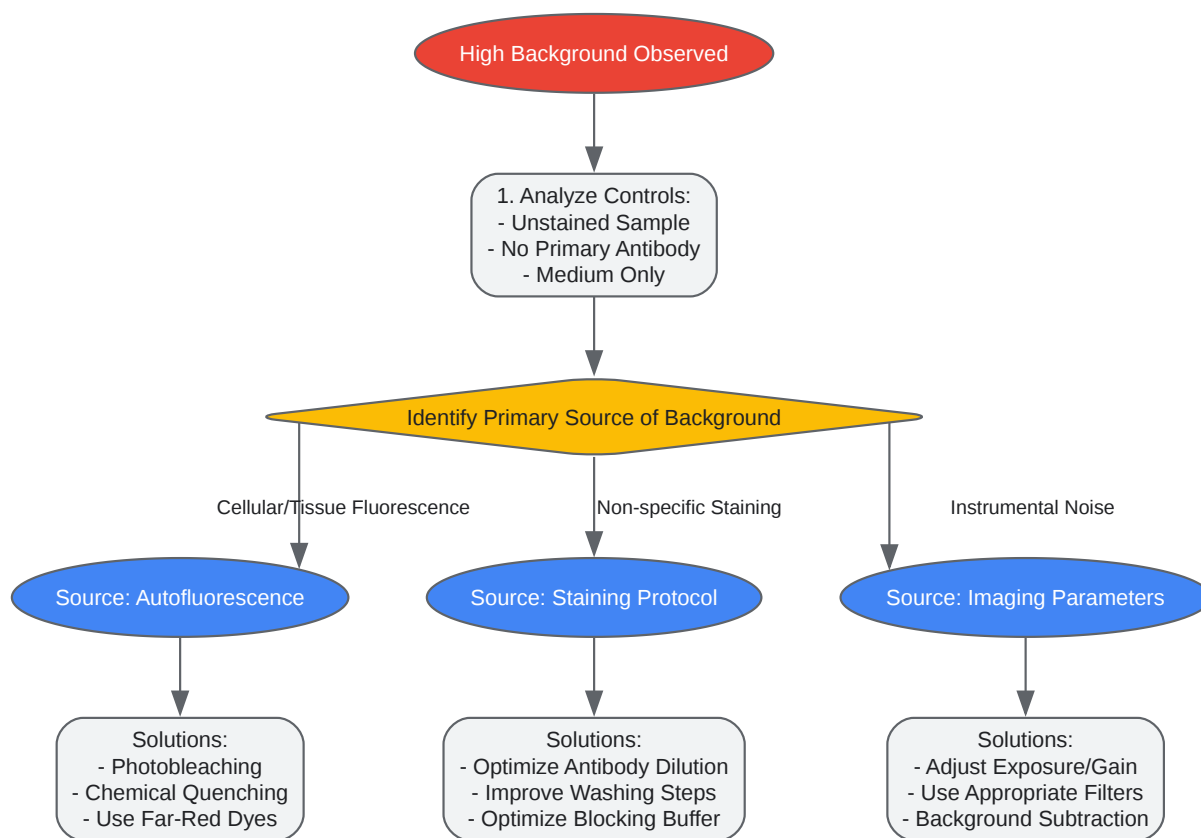 High Background Observed
1. Analyze Controls:
- Unstained Sample
- No Primary Antibody
- Medium Only
Identify Primary Source of Background
Cellular/Tissue Fluorescence
Non-specific Staining
Instrumental Noise
Source: Autofluorescence
Source: Staining Protocol
Source: Imaging Parameters
Solutions:
- Photobleaching
- Chemical Quenching
- Use Far-Red Dyes
Solutions:
- Optimize Antibody Dilution
- Improve Washing Steps
- Optimize Blocking Buffer
Solutions:
- Adjust Exposure/Gain
- Use Appropriate Filters
- Background Subtraction